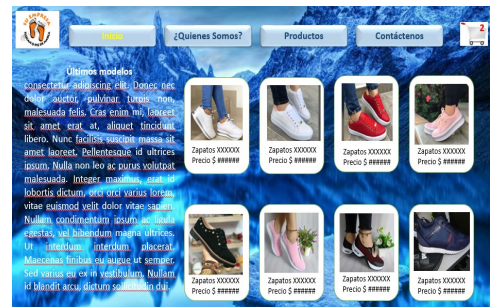 TU EMPRESA
2
Inicio
¿Quienes Somos?
Productos
Contáctenos
Últimos modelos
consectetur adipiscing elit. Donec nec
dolor auctor, pulvinar turpis non,
malesuada felis. Cras enim mi, laoreet
sit amet erat at, aliquet tincidunt
libero. Nunc facilisis suscipit massa sit
amet laoreet. Pellentesque id ultrices
ipsum. Nulla non leo ac purus volutpat
malesuada. Integer maximus, erat id
lobortis dictum, orci orci varius lorem,
vitae euismod velit dolor vitae sapien.
Nullam condimentum ipsum ac ligula
egestas, vel bibendum magna ultrices.
Ut interdum interdum placerat.
Maecenas finibus eu augue ut semper.
Sed varius eu ex in vestibulum. Nullam
id blandit arcu, dictum sollicitudin dui.
Zapatos XXXXXX
Precio $ ######
Zapatos XXXXXX
Precio $ ######
Zapatos XXXXXX
Precio $ ######
Zapatos XXXXXX
Precio $ ######
Zapatos XXXXXX
Precio $ ######
Zapatos XXXXXX
Precio $ ######
Zapatos XXXXXX
Precio $ ######
Zapatos XXXXXX
Precio $ ######